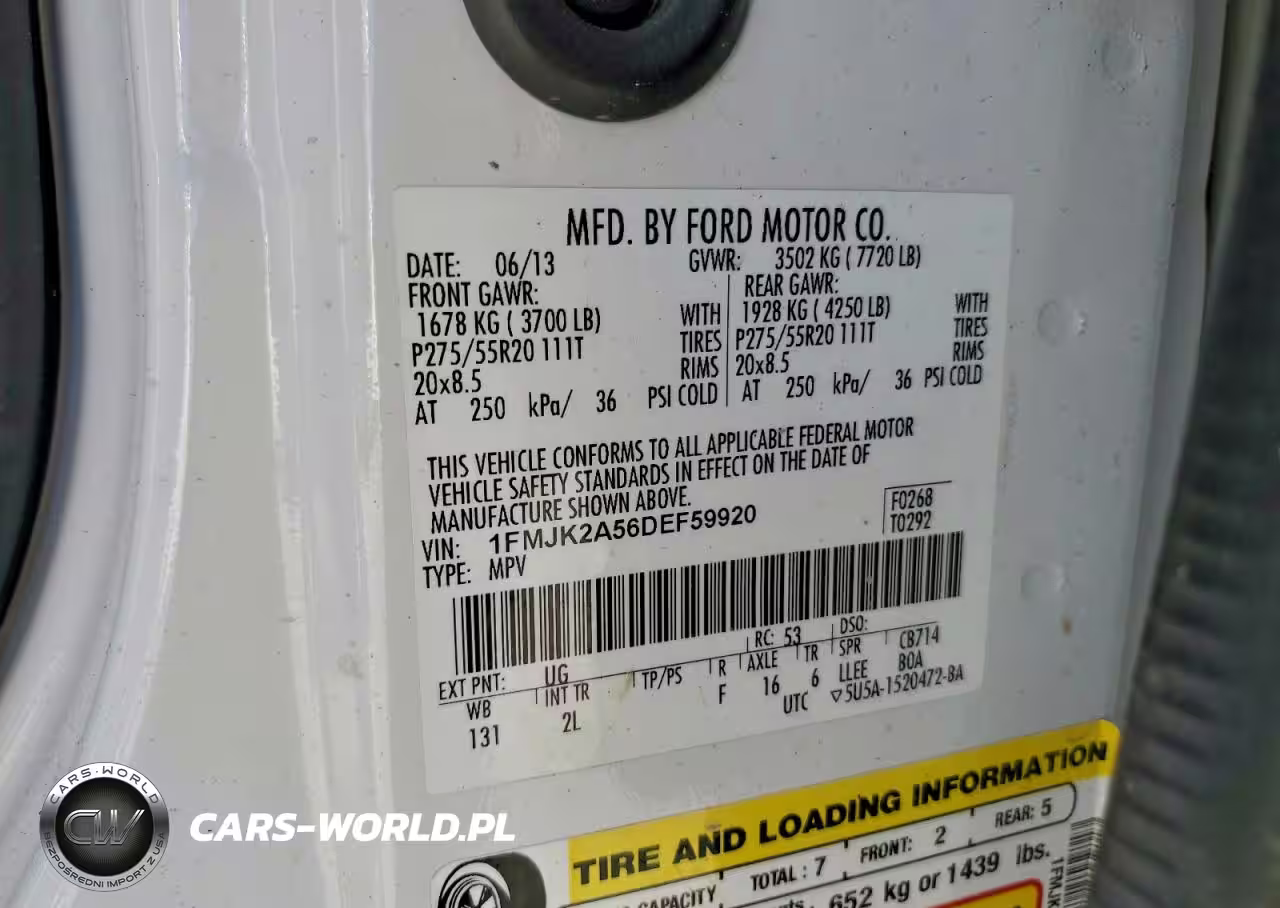 MFD. BY FORD MOTOR CO.
DATE: 06/13 GVWR: 3502 KG ( 7720 LB)
FRONT GAWR: REAR GAWR:
1678 KG ( 3700 LB) WITH 1928 KG ( 4250 LB) WITH
P275/55R20 111T TIRES P275/55R20 111T TIRES
20x8.5 RIMS 20x8.5 RIMS
AT 250 kPa/ 36 PSI COLD AT 250 kPa/ 36 PSI COLD
THIS VEHICLE CONFORMS TO ALL APPLICABLE FEDERAL MOTOR
VEHICLE SAFETY STANDARDS IN EFFECT ON THE DATE OF
MANUFACTURE SHOWN ABOVE.
F0268
VIN: 1FMJK2A56DEF59920
T0292
TYPE: MPV
EXT PNT: UG RC: 53 DSO:
WB INT TR TP/PS R AXLE TR SPR CB714
131 2L F 16 6 LLEE BOA
UTC ▽5U5A-1520472-BA
TIRE AND LOADING INFORMATION
CAPACITY TOTAL : 7 FRONT: 2 REAR: 5
652 kg or 1439 lbs.
1FMJK
CARS-WORLD
CW
BEZPOŚREDNI IMPORT Z USA
CARS-WORLD.PL